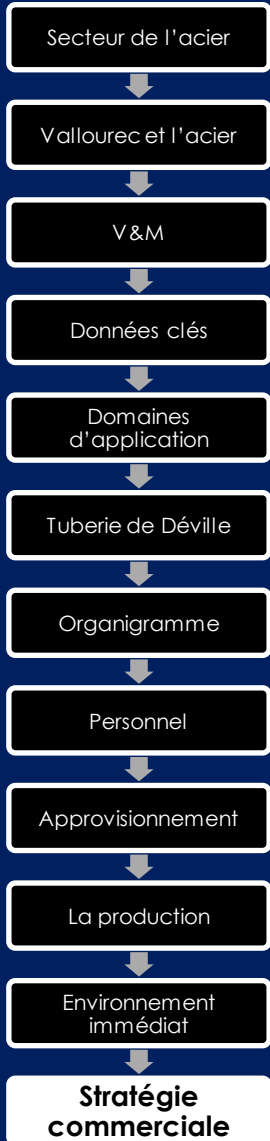 Secteur de l’acier
Vallourec et l’acier
V&M
Données clés
Domaines
d’application
Tuberie de Déville
Organigramme
Personnel
Approvisionnement
La production
Environnement
immédiat
Stratégie
commerciale